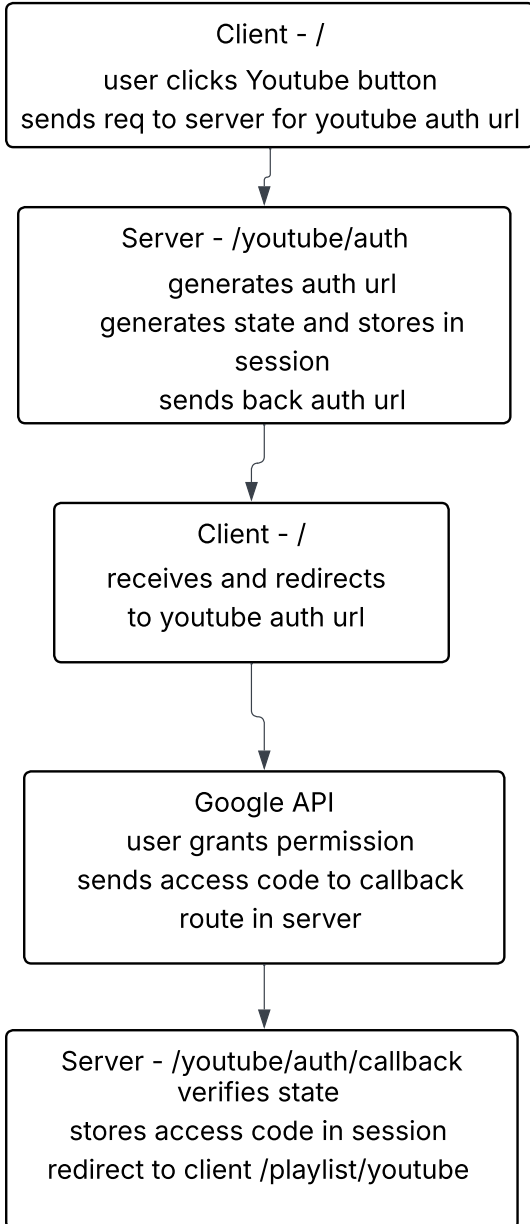 Client - /
user clicks Youtube button
sends req to server for youtube auth url
Server - /youtube/auth
generates auth url
generates state and stores in
session
sends back auth url
Client - /
receives and redirects
to youtube auth url
Google API
user grants permission
sends access code to callback
route in server
Server - /youtube/auth/callback
verifies state
stores access code in session
redirect to client /playlist/youtube